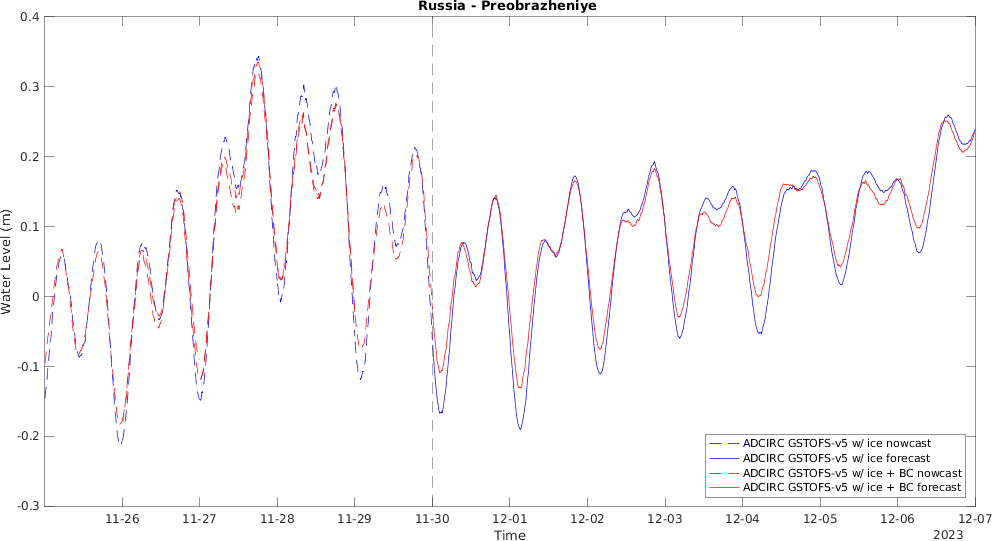 Russia - Preobrazheniye
0.4
0.3
0.2
0.1
0
-0.1
-0.2
-0.3
Water Level (m)
ADCIRC GSTOFS-v5 w/ ice nowcast
ADCIRC GSTOFS-v5 w/ ice forecast
ADCIRC GSTOFS-v5 w/ ice + BC nowcast
ADCIRC GSTOFS-v5 w/ ice + BC forecast
11-26 11-27 11-28 11-29 11-30 12-01 12-02 12-03 12-04 12-05 12-06 12-07
Time
2023